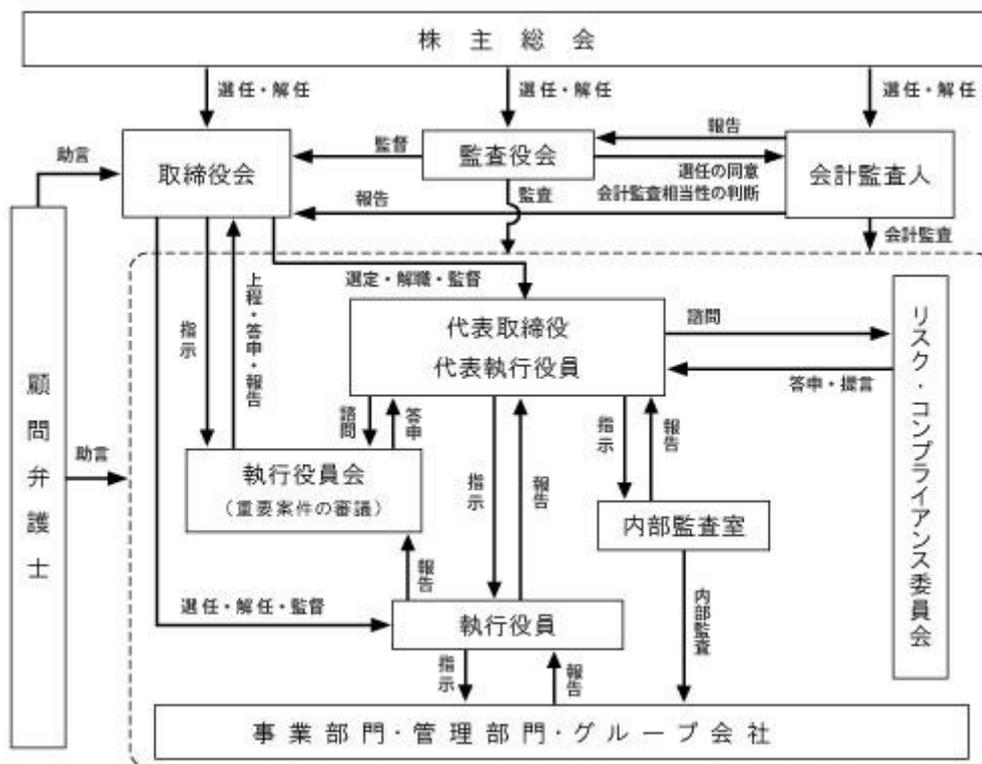 株主総会
選任・解任
選任・解任
選任・解任
助言
取締役会
監督
監査役会
報告
選任の同意
会計監査相当性の判断
会計監査人
報告
監査
会計監査
顧問弁護士
助言
指示
上程・答申・報告
選定・解職・監督
代表取締役
代表執行役員
諮問
答申・提言
リスク・コンプライアンス委員会
諮問
答申
指示
報告
指示
報告
執行役員会
（重要案件の審議）
内部監査室
報告
選任・解任・監督
執行役員
内部監査
指示
報告
事業部門・管理部門・グループ会社